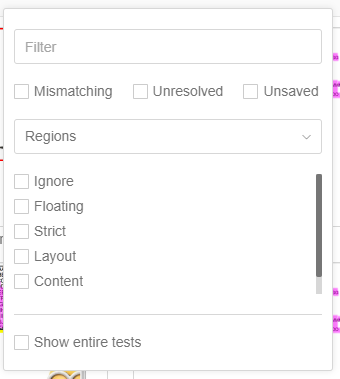 Filter
Mismatching Unresolved Unsaved
Regions
Ignore
Floating
Strict
Layout
Content
Show entire tests